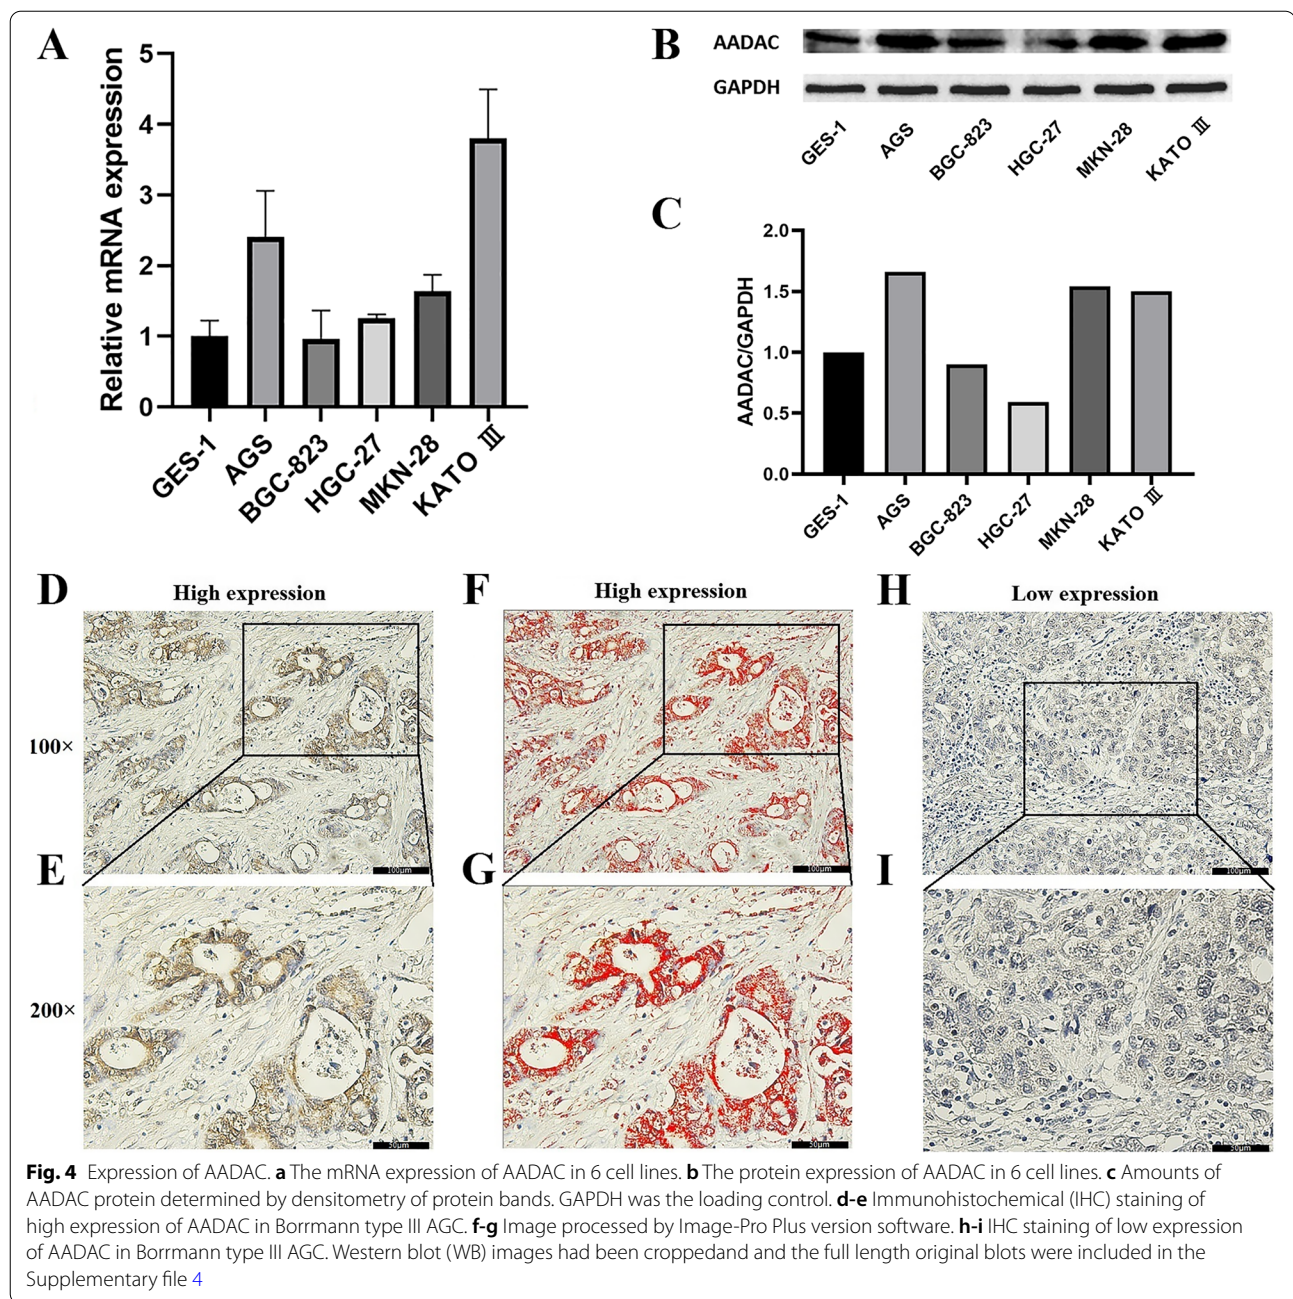 A
Relative mRNA expression
5
4
3
2
1
0
GES-1
AGS
BGC-823
HGC-27
MKN-28
KATO Ⅲ
B
AADAC
GAPDH
GES-1
AGS
BGC-823
HGC-27
MKN-28
KATO Ⅲ
C
AADAC/GAPDH
2.0
1.5
1.0
0.5
0.0
GES-1
AGS
BGC-823
HGC-27
MKN-28
KATO Ⅲ
D
High expression
F
High expression
H
Low expression
100×
100μm
100μm
100μm
E
G
I
200×
50μm
50μm
50μm
Fig. 4 Expression of AADAC. a The mRNA expression of AADAC in 6 cell lines. b The protein expression of AADAC in 6 cell lines. c Amounts of
AADAC protein determined by densitometry of protein bands. GAPDH was the loading control. d-e Immunohistochemical (IHC) staining of
high expression of AADAC in Borrmann type III AGC. f-g Image processed by Image-Pro Plus version software. h-i IHC staining of low expression
of AADAC in Borrmann type III AGC. Western blot (WB) images had been croppedand and the full length original blots were included in the
Supplementary file 4